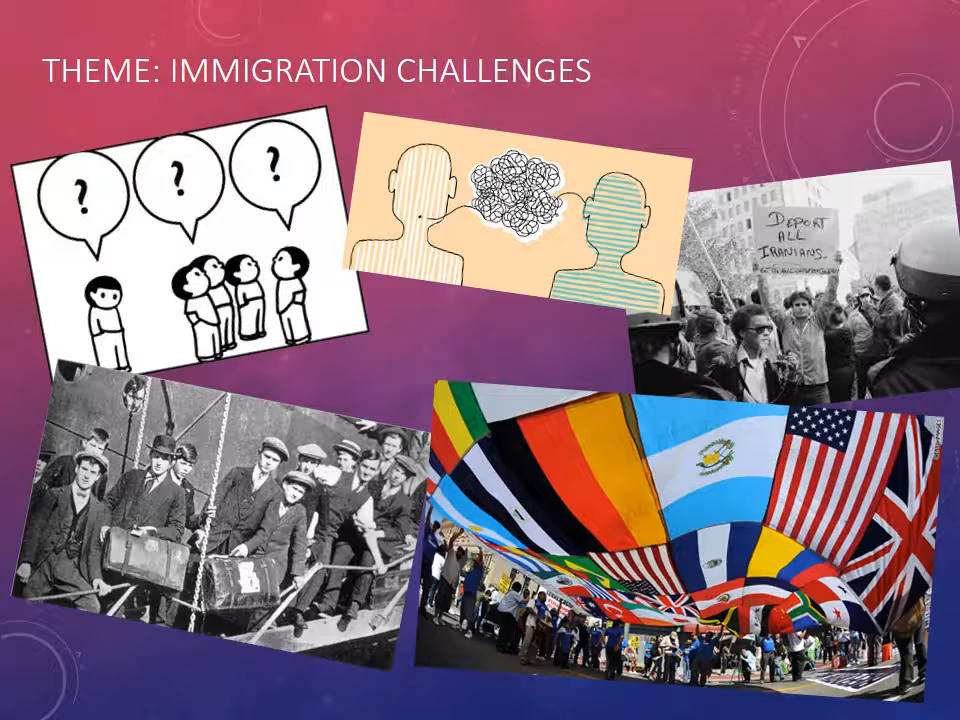 THEME: IMMIGRATION CHALLENGES
?
?
?
DEPORT
ALL
IRANIANS.